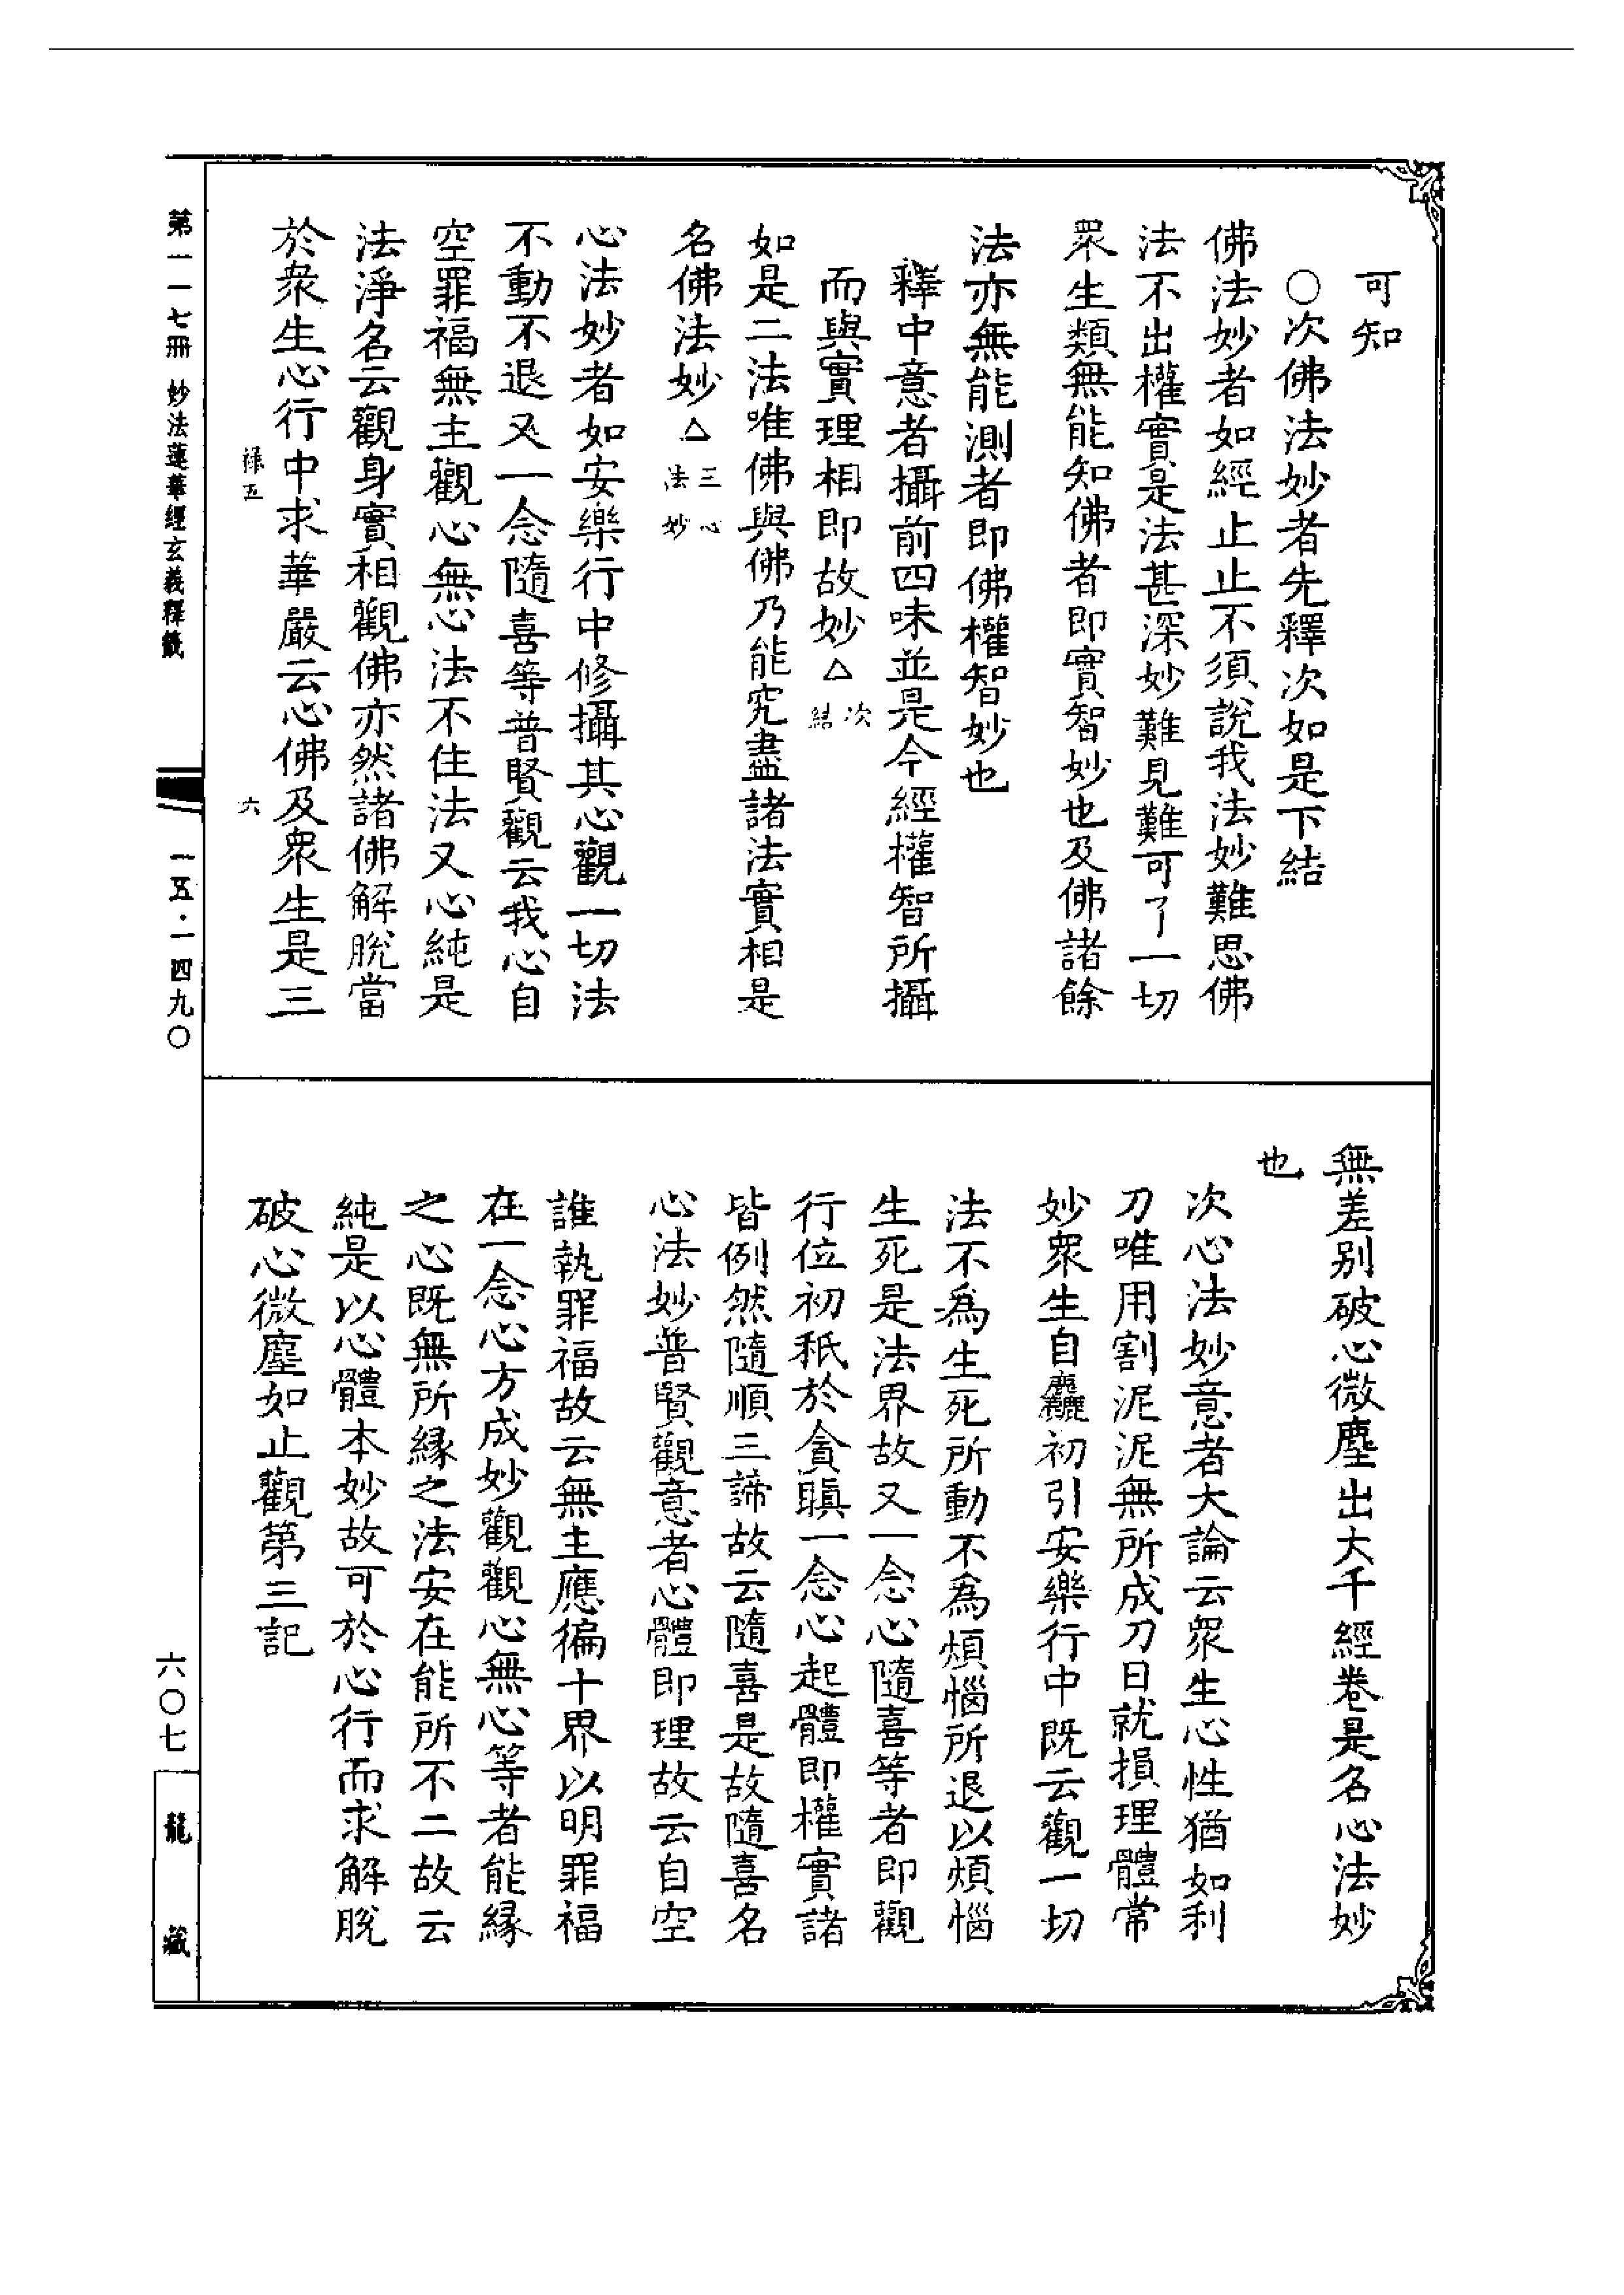 可知
○次佛法妙者先釋次如是下結
佛法妙者如經止止不須說我法妙難思佛
法不出權實是法甚深妙難見難可了一切
眾生類無能知佛者即實智妙也及佛諸餘
法亦無能測者即佛權智妙也
釋中意者攝前四味並是今經權智所攝
而與實理相即故妙△次結
如是二法唯佛與佛乃能究盡諸法實相是
名佛法妙△三心法妙
心法妙者如安樂行中修攝其心觀一切法
不動不退又一念隨喜等普賢觀云我心自
空罪福無主觀心無心法不住法又心純是
法淨名云觀身實相觀佛亦然諸佛解脫當
於衆生心行中求華嚴云心佛及衆生是三
祿五 六
無差别破心微塵出大千經卷是名心法妙
也
次心法妙意者大論云衆生心性猶如利
刀唯用割泥泥無所成刀日就損理體常
妙衆生自麤初引安樂行中既云觀一切
法不為生死所動不為煩惱所退以煩惱
生死是法界故又一念心隨喜等者即觀
行位初秖於貪瞋一念心起體即權實諸
皆例然隨順三諦故云隨喜是故隨喜名
心法妙普賢觀意者心體即理故云自空
誰執罪福故云無主應徧十界以明罪福
在一念心方成妙觀觀心無心等者能緣
之心既無所緣之法安在能所不二故云
純是以心體本妙故可於心行而求解脫
破心微塵如止觀第三記
第一一七冊 妙法蓮華經玄義釋籤
一五·一四九〇
六〇七
龍藏